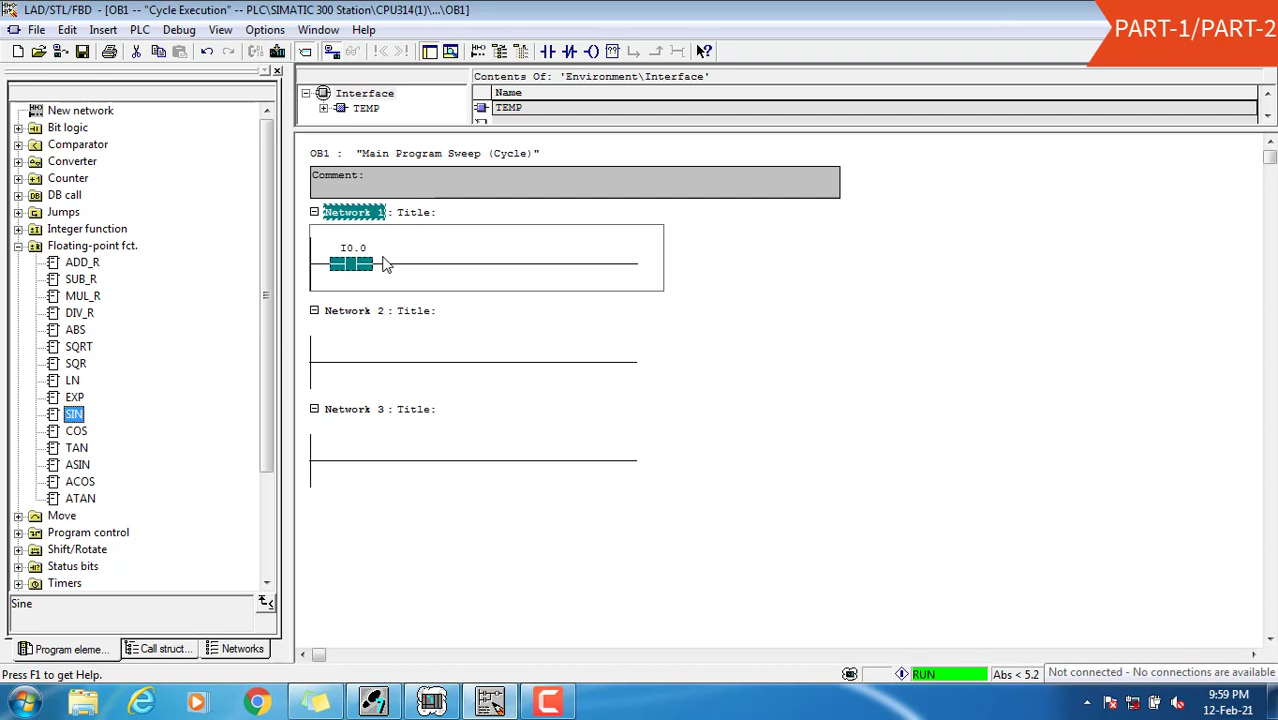 LAD/STL/FBD - [OB1 -- "Cycle Execution" -- PLC\SIMATIC 300 Station\CPU314(1)\...\OB1]
PART-1/PART-2
File Edit Insert PLC Debug View Options Window Help
Contents Of: 'Environment\Interface'
Interface
TEMP
Name
TEMP
New network
Bit logic
Comparator
Converter
Counter
DB call
Jumps
Integer function
Floating-point fct.
ADD_R
SUB_R
MUL_R
DIV_R
ABS
SQRT
SQR
LN
EXP
SIN
COS
TAN
ASIN
ACOS
ATAN
Move
Program control
Shift/Rotate
Status bits
Timers
Sine
Program eleme...
Call struct...
Networks
OB1 : "Main Program Sweep (Cycle)"
Comment:
Network 1: Title:
I0.0
Network 2: Title:
Network 3: Title:
Press F1 to get Help.
RUN
Abs < 5.2
Not connected - No connections are available
9:59 PM
12-Feb-21